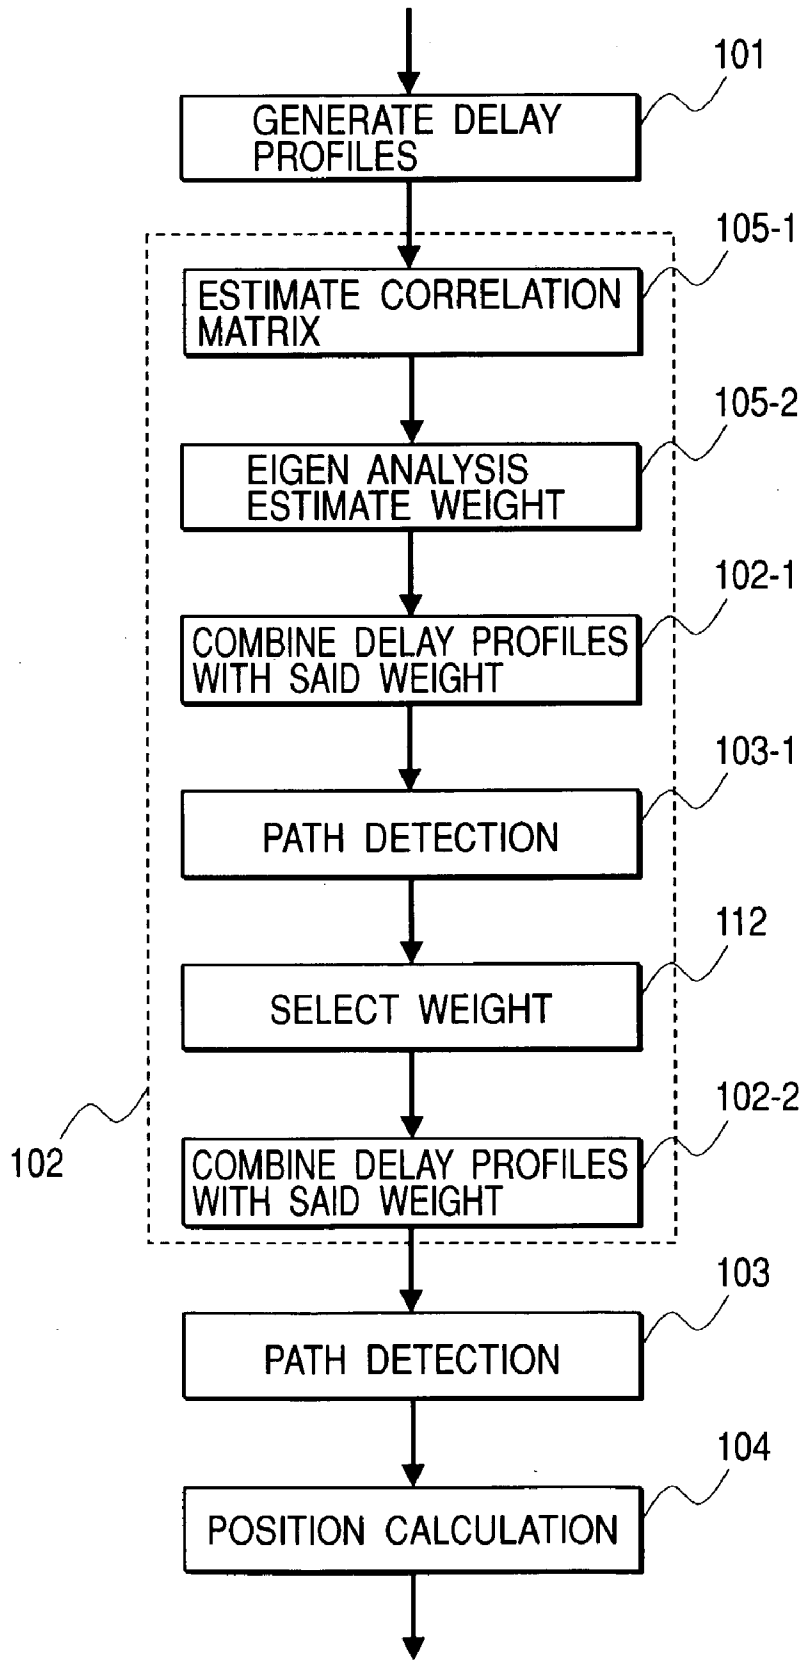 101
GENERATE DELAY
PROFILES
105-1
ESTIMATE CORRELATION
MATRIX
105-2
EIGEN ANALYSIS
ESTIMATE WEIGHT
102-1
COMBINE DELAY PROFILES
WITH SAID WEIGHT
103-1
PATH DETECTION
112
SELECT WEIGHT
102-2
102
COMBINE DELAY PROFILES
WITH SAID WEIGHT
103
PATH DETECTION
104
POSITION CALCULATION